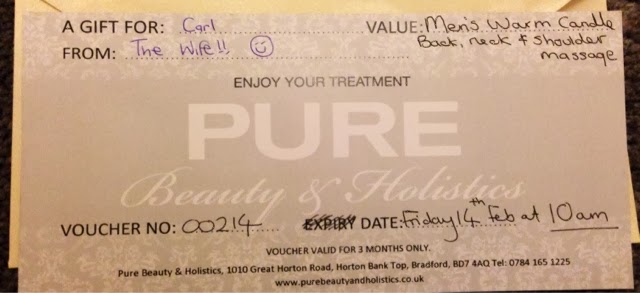 A GIFT FOR: Carl VALUE: Men's Warm Candle
Back, neck & shoulder
FROM: The Wife!! massage
ENJOY YOUR TREATMENT
PURE
Beauty & Holistics
VOUCHER NO: 00214 EXPIRY DATE: Friday 14th Feb at 10am
VOUCHER VALID FOR 3 MONTHS ONLY.
Pure Beauty & Holistics, 1010 Great Horton Road, Horton Bank Top, Bradford, BD7 4AQ Tel: 0784 165 1225
www.purebeautyandholistics.co.uk